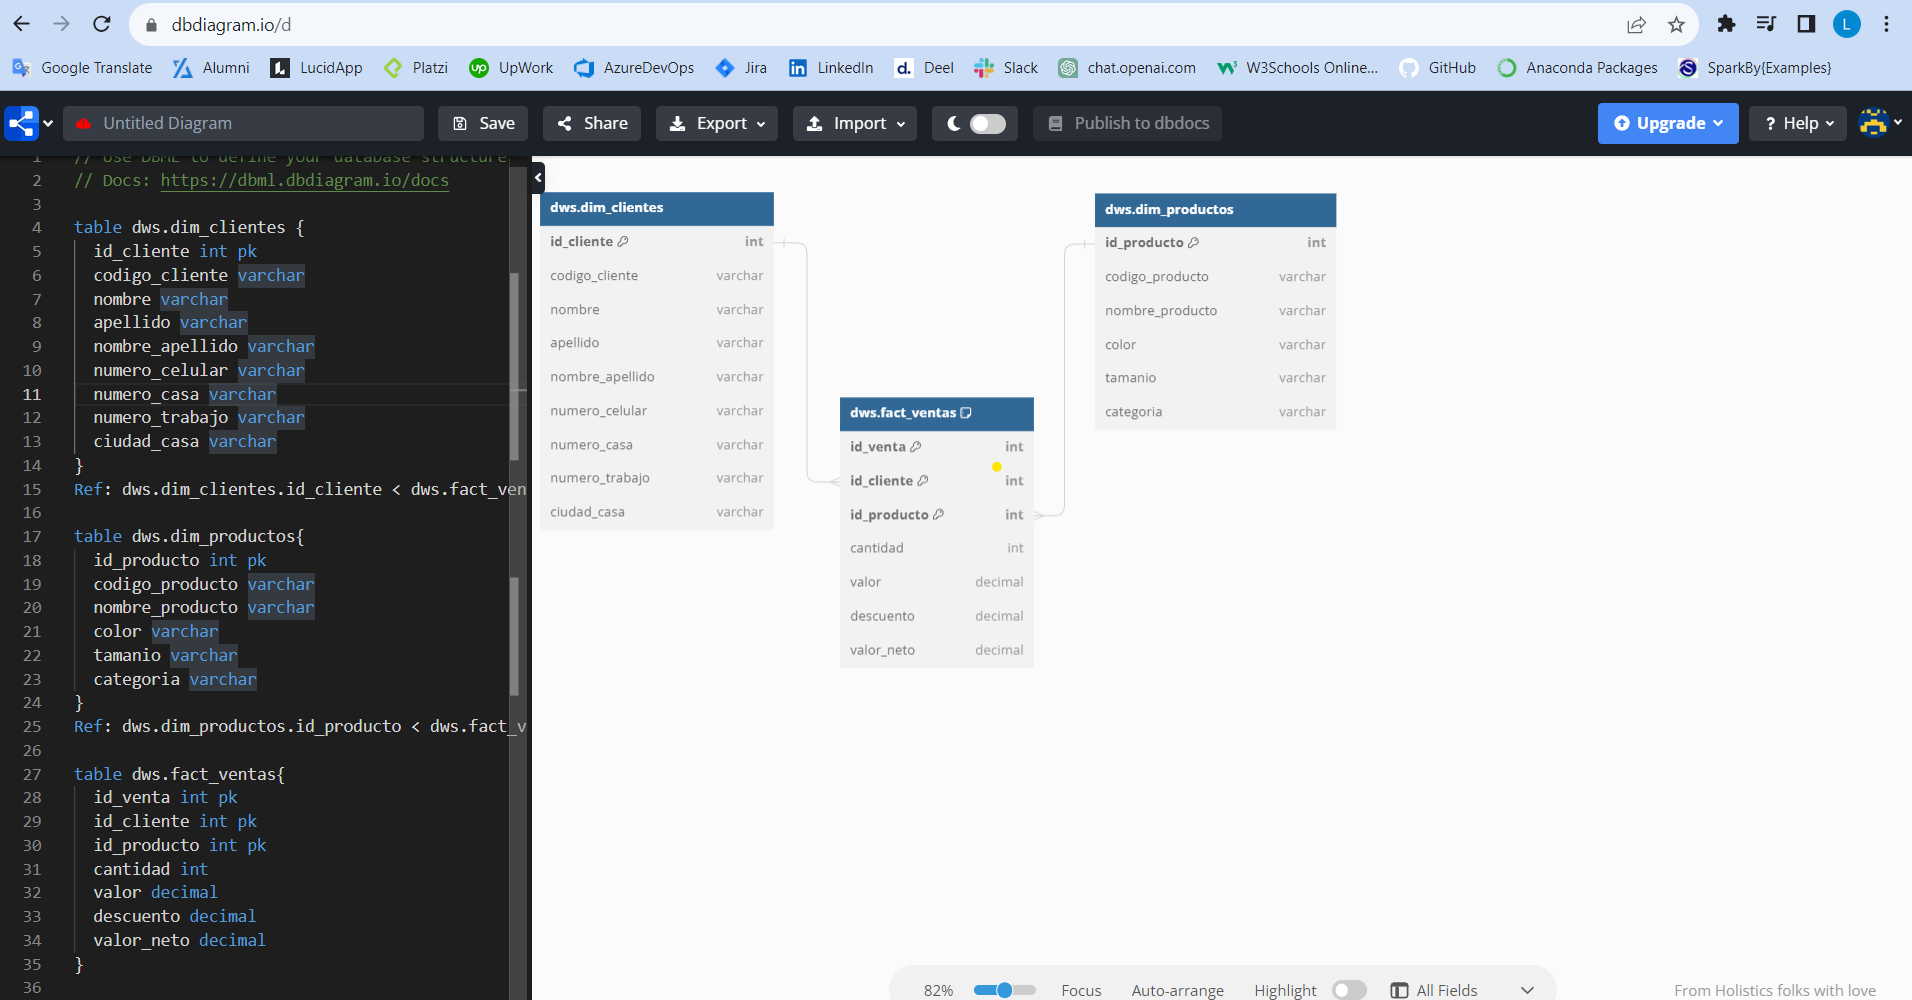 dbdiagram.io/d
L
Google Translate Alumni LucidApp Platzi UpWork AzureDevOps Jira LinkedIn Deel Slack chat.openai.com W3Schools Online... GitHub Anaconda Packages SparkBy{Examples}
Untitled Diagram Save Share Export Import Publish to dbdocs Upgrade ? Help
1 // Use DBML to define your database structure
2 // Docs: https://dbml.dbdiagram.io/docs
3
4 table dws.dim_clientes {
5 id_cliente int pk
6 codigo_cliente varchar
7 nombre varchar
8 apellido varchar
9 nombre_apellido varchar
10 numero_celular varchar
11 numero_casa varchar
12 numero_trabajo varchar
13 ciudad_casa varchar
14 }
15 Ref: dws.dim_clientes.id_cliente < dws.fact_ven
16
17 table dws.dim_productos{
18 id_producto int pk
19 codigo_producto varchar
20 nombre_producto varchar
21 color varchar
22 tamanio varchar
23 categoria varchar
24 }
25 Ref: dws.dim_productos.id_producto < dws.fact_v
26
27 table dws.fact_ventas{
28 id_venta int pk
29 id_cliente int pk
30 id_producto int pk
31 cantidad int
32 valor decimal
33 descuento decimal
34 valor_neto decimal
35 }
36
dws.dim_clientes
id_cliente int
codigo_cliente varchar
nombre varchar
apellido varchar
nombre_apellido varchar
numero_celular varchar
numero_casa varchar
numero_trabajo varchar
ciudad_casa varchar
dws.fact_ventas
id_venta int
id_cliente int
id_producto int
cantidad int
valor decimal
descuento decimal
valor_neto decimal
dws.dim_productos
id_producto int
codigo_producto varchar
nombre_producto varchar
color varchar
tamanio varchar
categoria varchar
82% Focus Auto-arrange Highlight All Fields
From Holistics folks with love